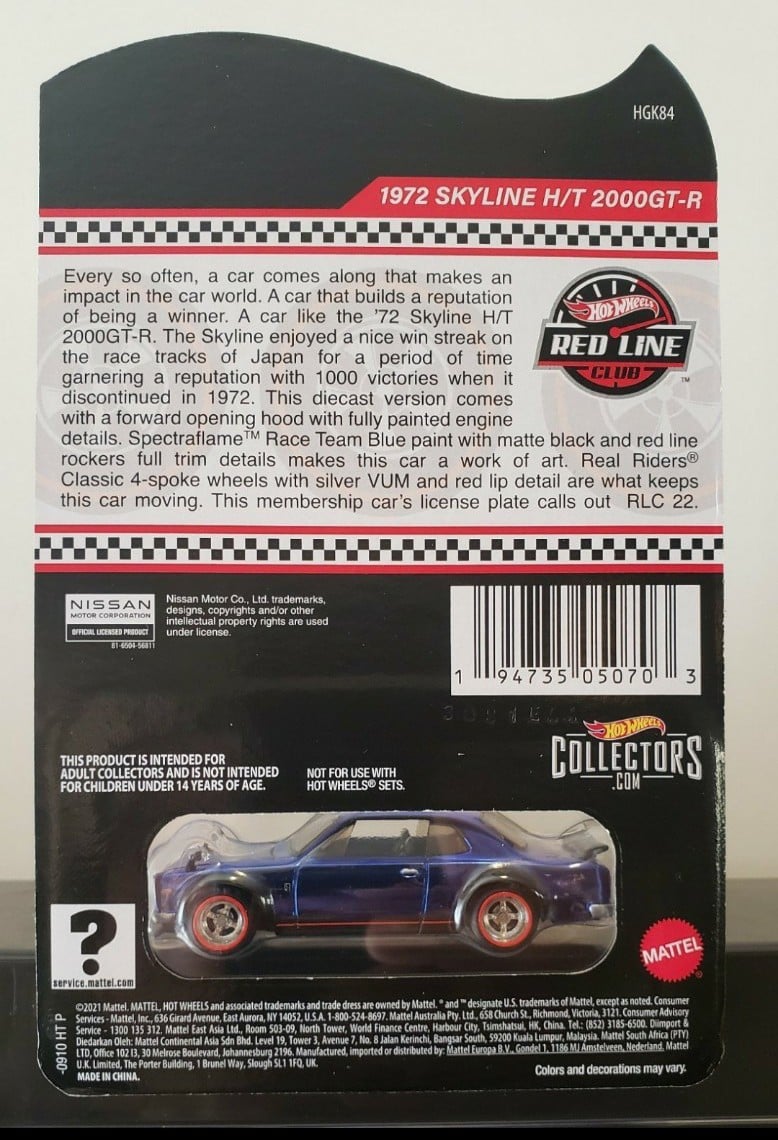 HGK84
1972 SKYLINE H/T 2000GT-R
Every so often, a car comes along that makes an
impact in the car world. A car that builds a reputation
of being a winner. A car like the '72 Skyline H/T
2000GT-R. The Skyline enjoyed a nice win streak on
the race tracks of Japan for a period of time
garnering a reputation with 1000 victories when it
discontinued in 1972. This diecast version comes
with a forward opening hood with fully painted engine
details. Spectraflame™ Race Team Blue paint with matte black and red line
rockers full trim details makes this car a work of art. Real Riders®
Classic 4-spoke wheels with silver VUM and red lip detail are what keeps
this car moving. This membership car's license plate calls out RLC 22.
HOT WHEELS
RED LINE
CLUB
™
NISSAN
MOTOR CORPORATION
OFFICIAL LICENSED PRODUCT
81-6504-56811
Nissan Motor Co., Ltd. trademarks,
designs, copyrights and/or other
intellectual property rights are used
under license.
1 94735 05070 3
HOT WHEELS
COLLECTORS
.COM
THIS PRODUCT IS INTENDED FOR
ADULT COLLECTORS AND IS NOT INTENDED
FOR CHILDREN UNDER 14 YEARS OF AGE.
NOT FOR USE WITH
HOT WHEELS® SETS.
?
service.mattel.com
MATTEL
®
-0910 HT P
©2021 Mattel. MATTEL, HOT WHEELS and associated trademarks and trade dress are owned by Mattel. ® and ™ designate U.S. trademarks of Mattel, except as noted. Consumer
Services - Mattel, Inc., 636 Girard Avenue, East Aurora, NY 14052, U.S.A. 1-800-524-8697. Mattel Australia Pty. Ltd., 658 Church St., Richmond, Victoria, 3121. Consumer Advisory
Service - 1300 135 312. Mattel East Asia Ltd., Room 503-09, North Tower, World Finance Centre, Harbour City, Tsimshatsui, HK, China. Tel.: (852) 3185-6500. Diimport &
Diedarkan Oleh: Mattel Continental Asia Sdn Bhd. Level 19, Tower 3, Avenue 7, No. 8 Jalan Kerinchi, Bangsar South, 59200 Kuala Lumpur, Malaysia. Mattel South Africa (PTY)
LTD, Office 102 I3, 30 Melrose Boulevard, Johannesburg 2196. Manufactured, imported or distributed by: Mattel Europa B.V., Gondel 1, 1186 MJ Amstelveen, Nederland. Mattel
U.K. Limited, The Porter Building, 1 Brunel Way, Slough SL1 1FQ, UK.
MADE IN CHINA.
Colors and decorations may vary.